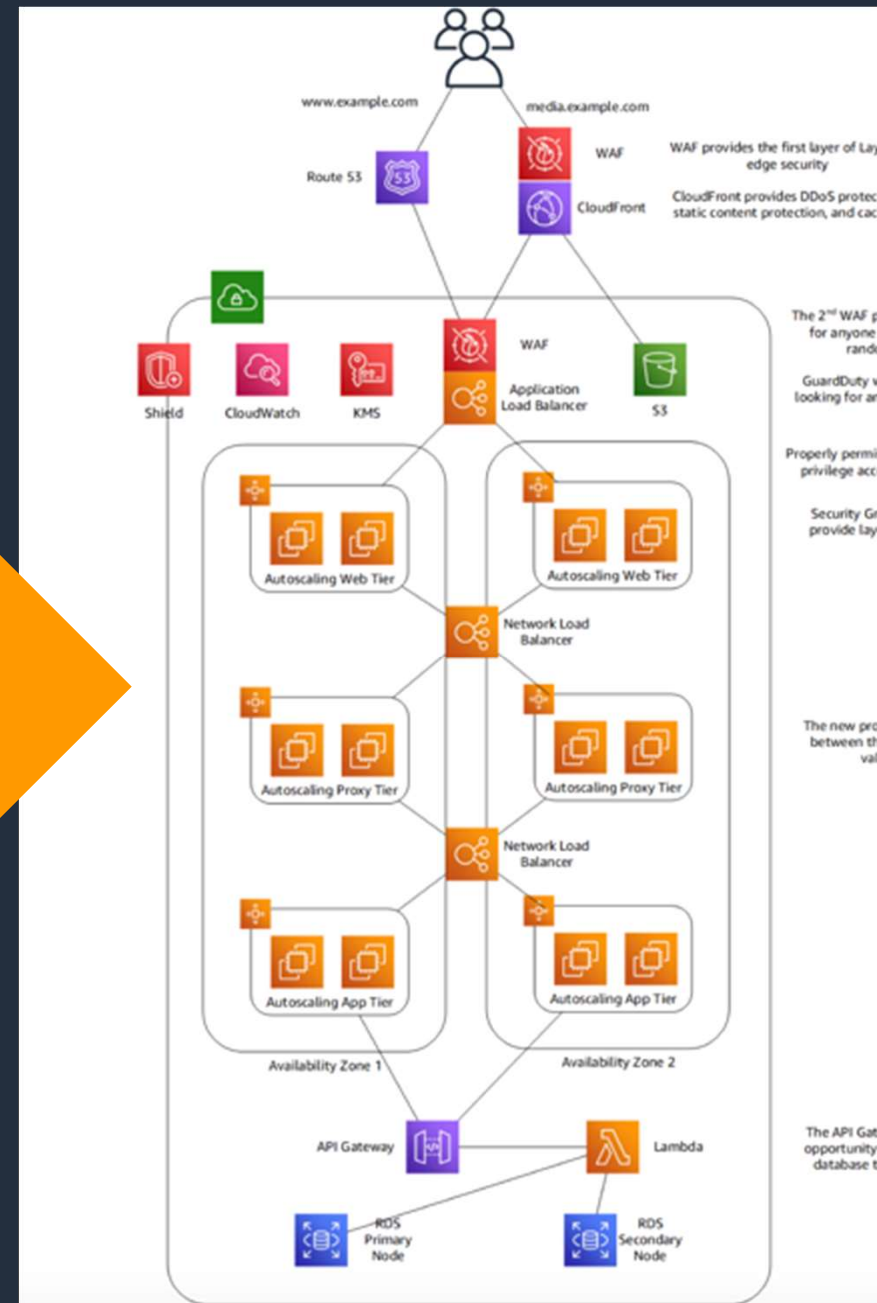 www.example.com
media.example.com
Route 53
53
WAF
CloudFront
WAF provides the first layer of Lay
edge security
CloudFront provides DDoS protec
static content protection, and cac
Shield
CloudWatch
KMS
WAF
Application
Load Balancer
S3
The 2nd WAF p
for anyone
rand
GuardDuty
looking for an
Properly permi
privilege acc
Security Gr
provide lay
Autoscaling Web Tier
Autoscaling Web Tier
Network Load
Balancer
Autoscaling Proxy Tier
Autoscaling Proxy Tier
The new pro
between th
val
Network Load
Balancer
Autoscaling App Tier
Autoscaling App Tier
Availability Zone 1
Availability Zone 2
API Gateway
Lambda
The API Gat
opportunity
database t
RDS
Primary
Node
RDS
Secondary
Node